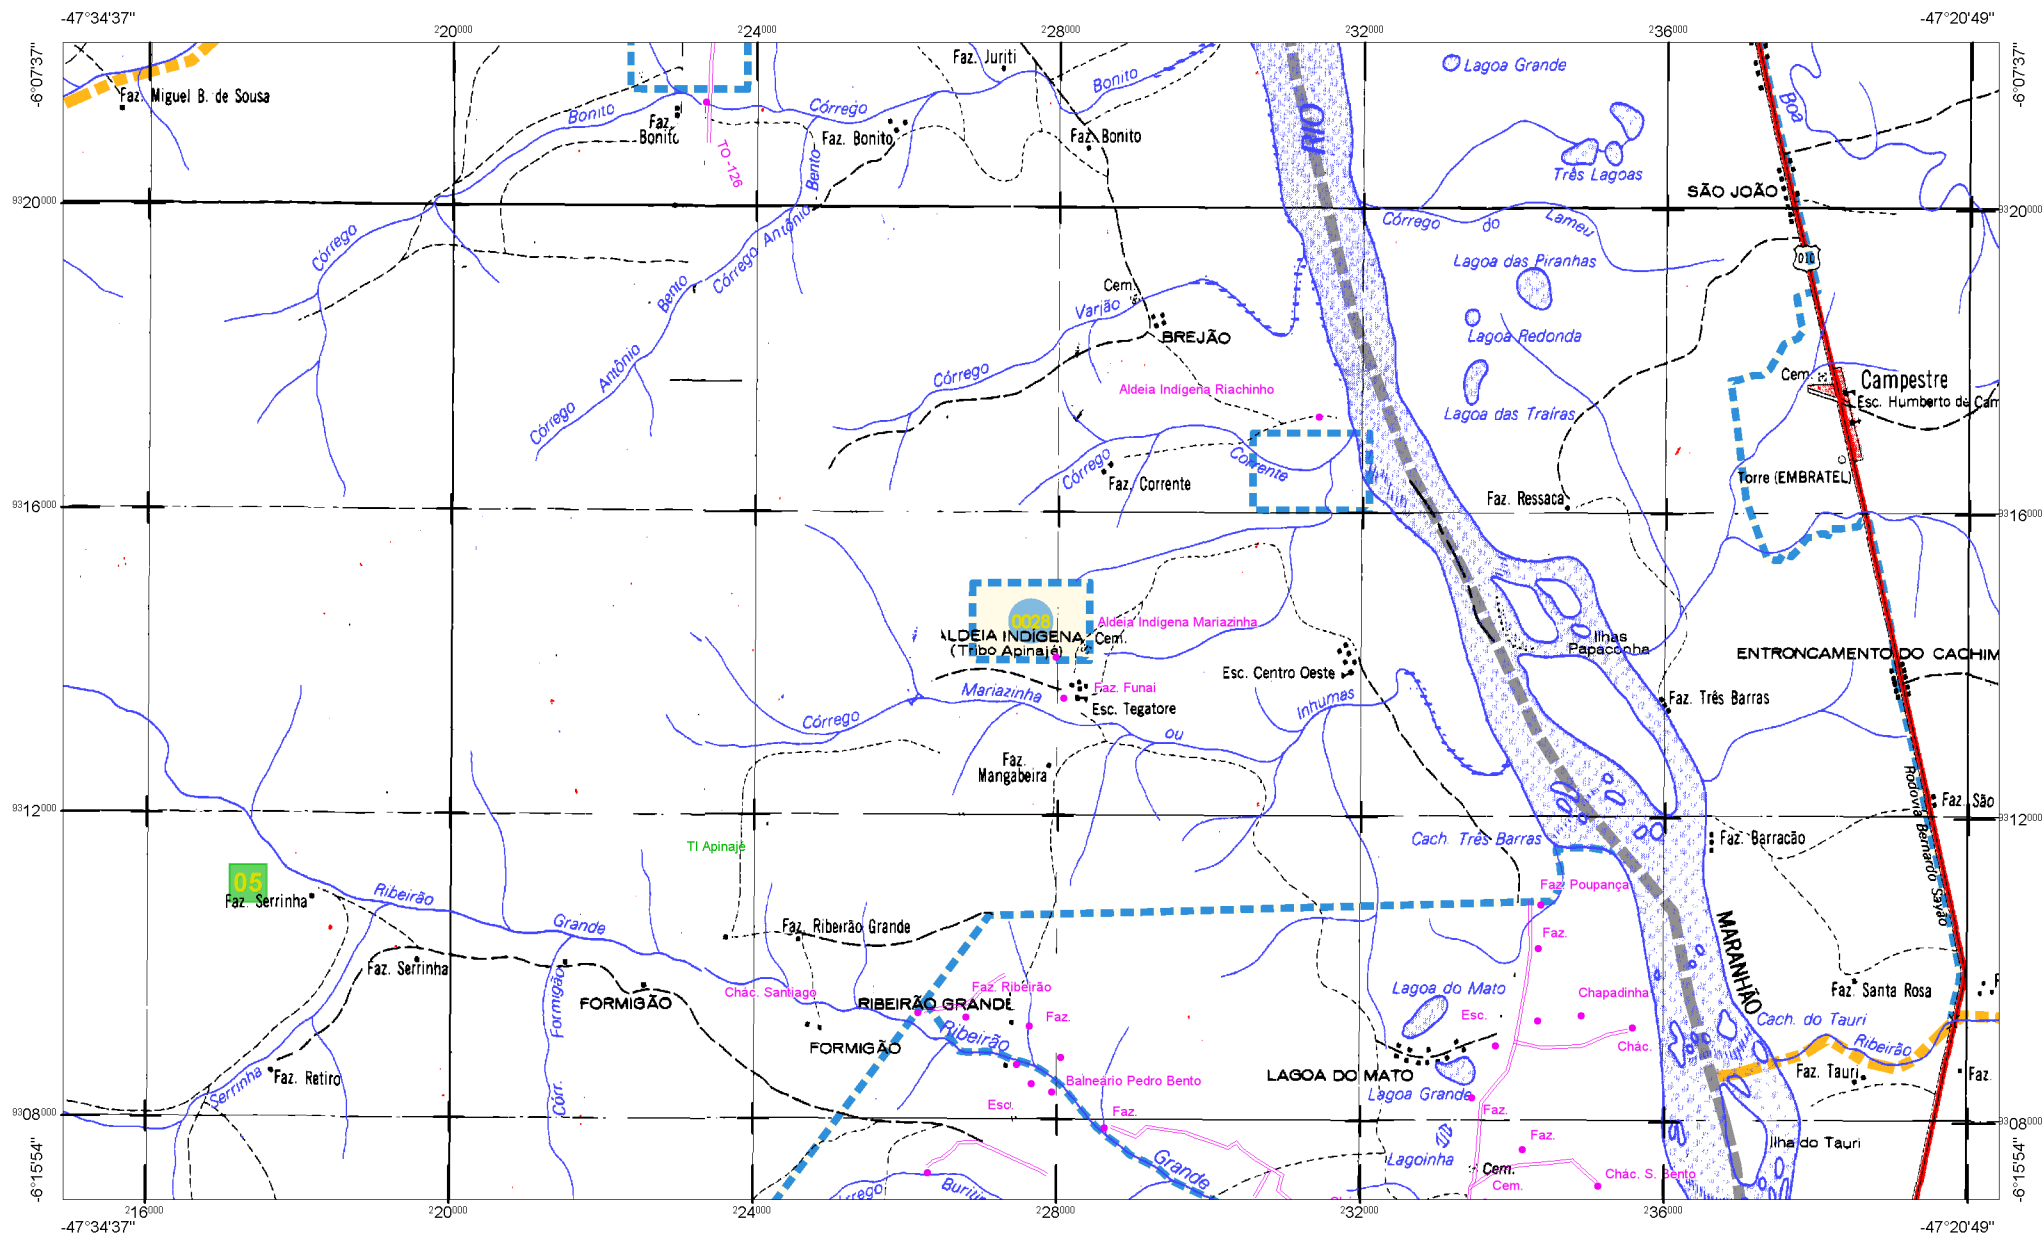 -47°34'37"
-47°20'49"
220000
224000
228000
232000
236000
-6°07'37"
-6°07'37"
Faz. Juriti
Lagoa Grande
Bonito
Boa
Faz. Miguel B. de Sousa
Bonito
Córrego
RIO
Faz.
Bonito
Faz. Bonito
Faz. Bonito
TO-126
Bento
Três Lagoas
SÃO JOÃO
9320000
9320000
Córrego
do
Lameu
Antônio
Córrego
Córrego
010
Lagoa das Piranhas
Bento
Cem.
Varjão
BREJÃO
Lagoa Redonda
Antônio
Córrego
Cem.
Campestre
Aldeia Indígena Riachinho
Esc. Humberto de Cam
Lagoa das Traíras
Córrego
Córrego
Corrente
Faz. Corrente
Torre (EMBRATEL)
Faz. Ressaca
9316000
9316000
0028
Aldeia Indígena Mariazinha
ALDEIA INDÍGENA
Cem.
(Tribo Apinajé)
Ilhas
Papaconha
ENTRONCAMENTO DO CACHIM
Esc. Centro Oeste
Faz. Funai
Mariazinha
Esc. Tegatore
Inhumas
Faz. Três Barras
Córrego
ou
Faz.
Mangabeira
Rodovia Bernardo Sayão
9312000
9312000
Faz. São
TI Apinajé
Cach. Três Barras
Faz. Barracão
05
Faz. Serrinha
Ribeirão
Faz. Poupança
Grande
Faz. Ribeirão Grande
Faz.
MARANHÃO
Faz. Serrinha
FORMIGÃO
Chác. Santiago
Faz. Ribeirão
RIBEIRÃO GRANDE
Lagoa do Mato
Chapadinha
Faz. Santa Rosa
Formigão
Faz.
Esc.
Cach. do Tauri
Ribeirão
FORMIGÃO
Ribeirão
Chác.
Faz. Retiro
Serrinha
Balneário Pedro Bento
LAGOA DO MATO
Faz. Tauri
Faz.
Lagoa Grande
Córr.
Esc.
Faz.
Faz.
9308000
9308000
Faz.
Ilha do Tauri
Lagoinha
Grande
Cem.
Cem.
Chác. S. Bento
-6°15'54"
-6°15'54"
216000
220000
224000
228000
232000
236000
-47°34'37"
-47°20'49"